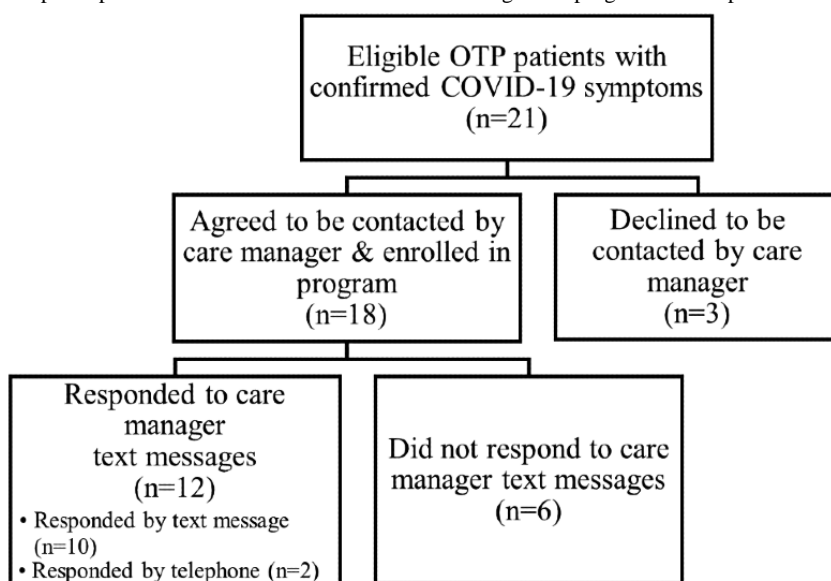 Eligible OTP patients with
confirmed COVID-19 symptoms
(n=21)
Agreed to be contacted by
care manager & enrolled in
program
(n=18)
Declined to be
contacted by care
manager
(n=3)
Responded to care
manager
text messages
(n=12)
• Responded by text message
(n=10)
• Responded by telephone (n=2)
Did not respond to care
manager text messages
(n=6)